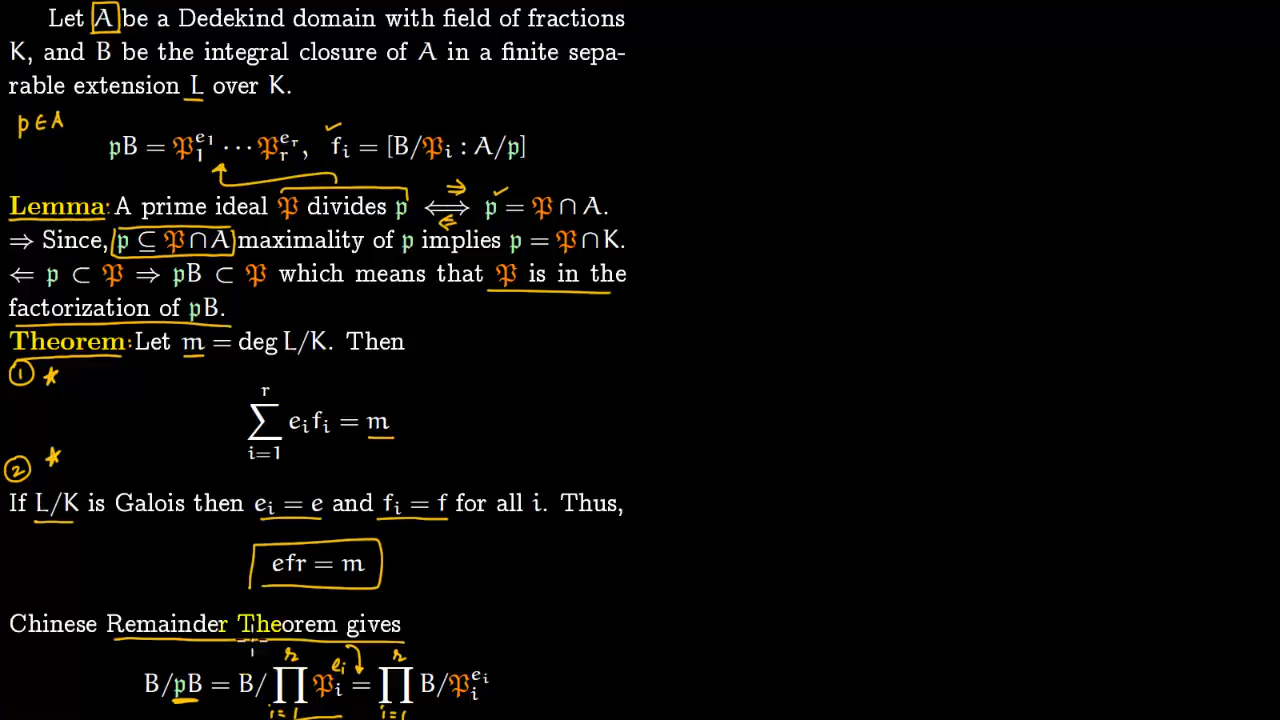 Let A be a Dedekind domain with field of fractions
K, and B be the integral closure of A in a finite sepa-
rable extension L over K.
p ∈ A
𝔭B = 𝔓₁^{e₁} ⋯ 𝔓ᵣ^{eᵣ}, fᵢ = [B/𝔓ᵢ : A/𝔭]
Lemma: A prime ideal 𝔓 divides 𝔭 ⟺ 𝔭 = 𝔓 ∩ A.
⇒ Since, 𝔭 ⊆ 𝔓 ∩ A maximality of 𝔭 implies 𝔭 = 𝔓 ∩ K.
⇐ 𝔭 ⊂ 𝔓 ⇒ 𝔭B ⊂ 𝔓 which means that 𝔓 is in the
factorization of 𝔭B.
Theorem: Let m = deg L/K. Then
① *
∑_{i=1}^{r} eᵢfᵢ = m
② *
If L/K is Galois then eᵢ = e and fᵢ = f for all i. Thus,
efr = m
Chinese Remainder Theorem gives
B/𝔭B = B/∏_{i=1}^{r} 𝔓ᵢ^{eᵢ} = ∏_{i=1}^{r} B/𝔓ᵢ^{eᵢ}